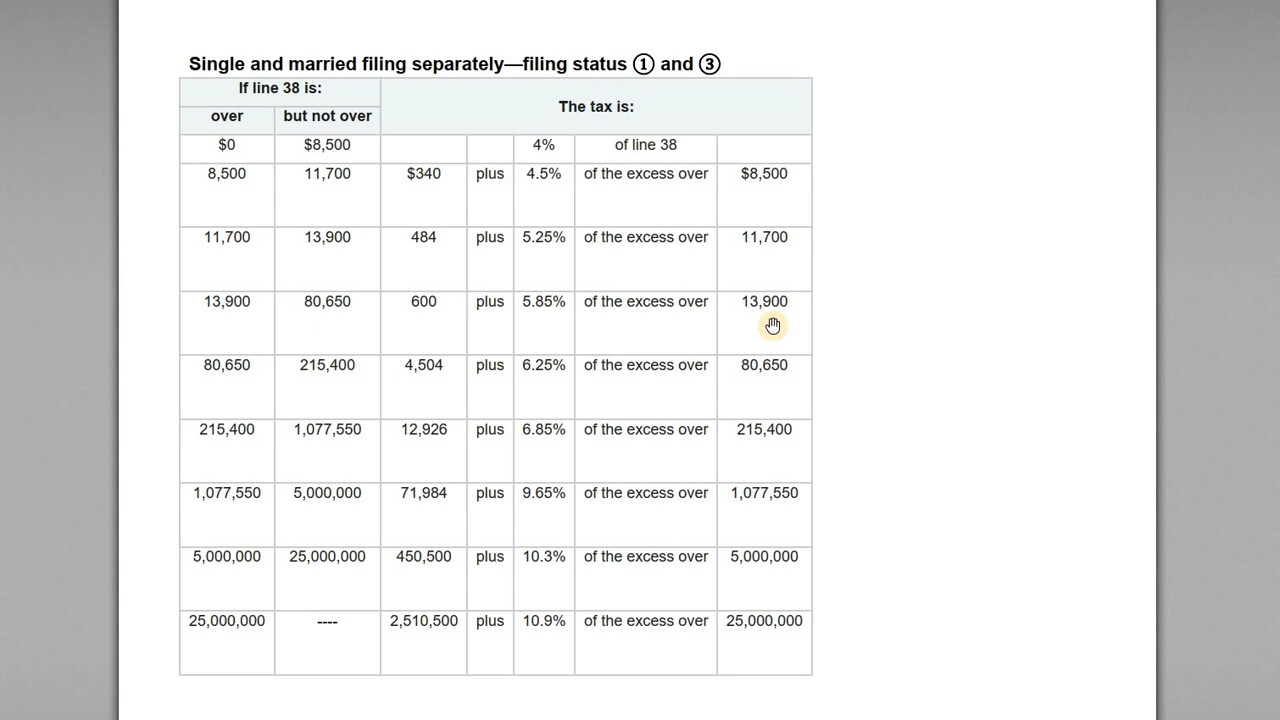 Single and married filing separately—filing status ① and ③
If line 38 is:
The tax is:
over but not over
$0 $8,500 4% of line 38
8,500 11,700 $340 plus 4.5% of the excess over $8,500
11,700 13,900 484 plus 5.25% of the excess over 11,700
13,900 80,650 600 plus 5.85% of the excess over 13,900
80,650 215,400 4,504 plus 6.25% of the excess over 80,650
215,400 1,077,550 12,926 plus 6.85% of the excess over 215,400
1,077,550 5,000,000 71,984 plus 9.65% of the excess over 1,077,550
5,000,000 25,000,000 450,500 plus 10.3% of the excess over 5,000,000
25,000,000 ---- 2,510,500 plus 10.9% of the excess over 25,000,000